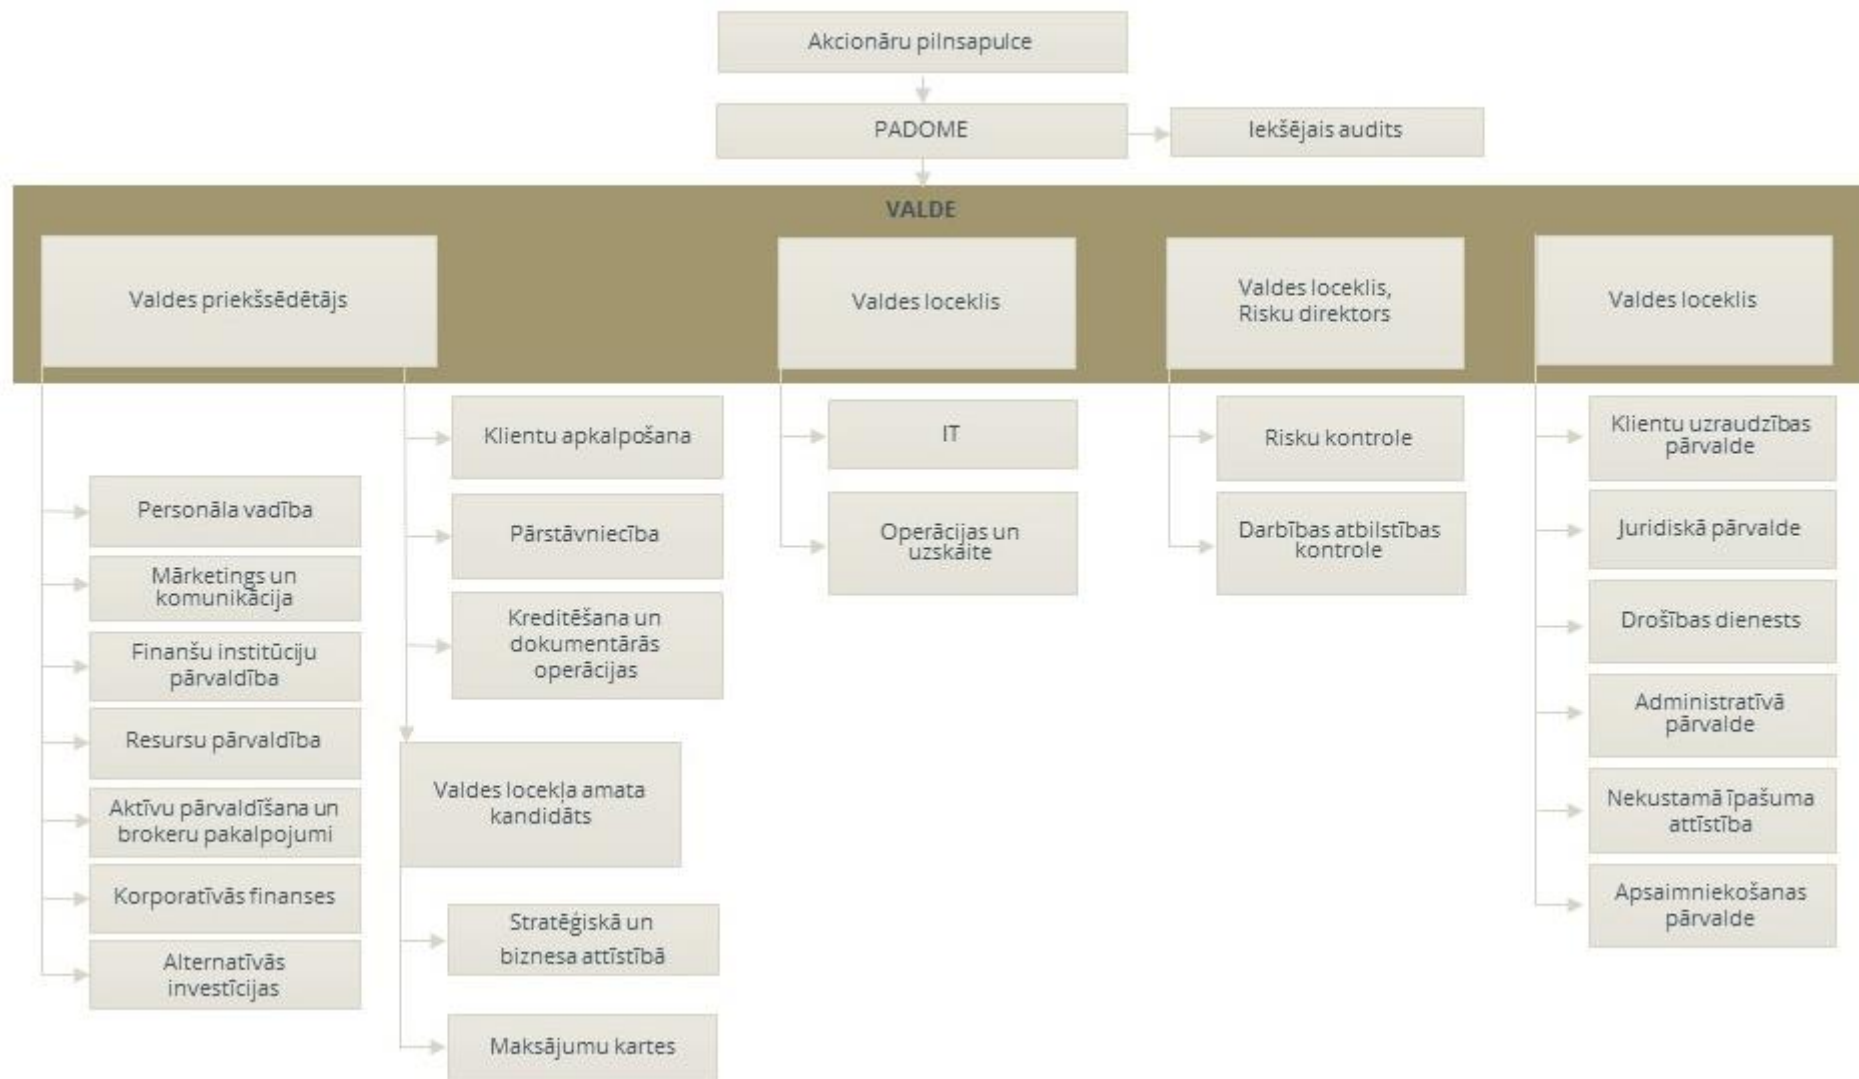 Akcionāru pilnsapulce
PADOME
Iekšējais audits
VALDE
Valdes priekšsēdētājs
Valdes loceklis
Valdes loceklis,
Risku direktors
Valdes loceklis
Personāla vadība
Mārketings un
komunikācija
Finanšu institūciju
pārvaldība
Resursu pārvaldība
Aktīvu pārvaldīšana un
brokeru pakalpojumi
Korporatīvās finanses
Alternatīvās
investīcijas
Klientu apkalpošana
Pārstāvniecība
Kreditēšana un
dokumentārās
operācijas
Valdes locekļa amata
kandidāts
Stratēģiskā un
biznesa attīstībā
Maksājumu kartes
IT
Operācijas un
uzskaite
Risku kontrole
Darbības atbilstības
kontrole
Klientu uzraudzības
pārvalde
Juridiskā pārvalde
Drošības dienests
Administratīvā
pārvalde
Nekustamā īpašuma
attīstība
Apsaimniekošanas
pārvalde